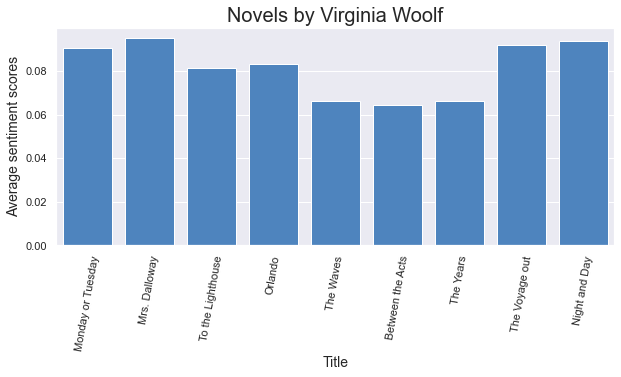 Novels by Virginia Woolf
Average sentiment scores
0.08
0.06
0.04
0.02
0.00
Monday or Tuesday
Mrs. Dalloway
To the Lighthouse
Orlando
The Waves
Between the Acts
The Years
The Voyage out
Night and Day
Title